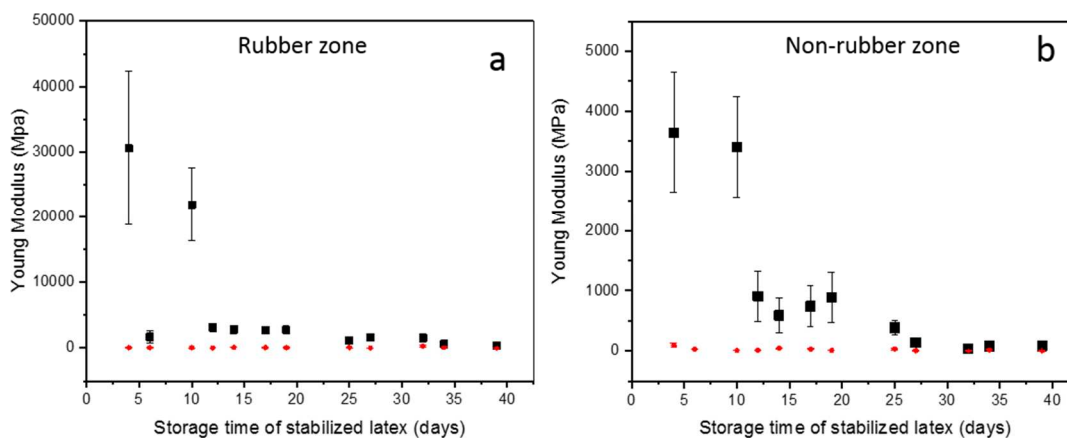 Rubber zone
a
Young Modulus (Mpa)
50000
40000
30000
20000
10000
0
0 5 10 15 20 25 30 35 40
Storage time of stabilized latex (days)
Non-rubber zone
b
Young Modulus (MPa)
5000
4000
3000
2000
1000
0
0 5 10 15 20 25 30 35 40
Storage time of stabilized latex (days)